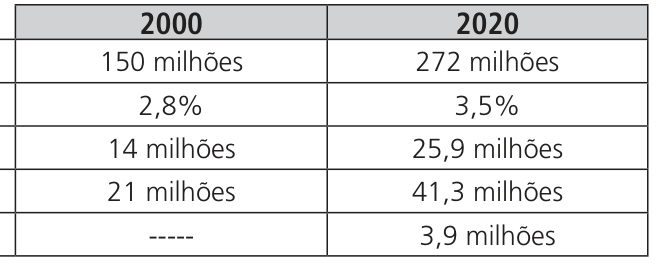 2000 2020
150 milhões 272 milhões
2,8% 3,5%
14 milhões 25,9 milhões
21 milhões 41,3 milhões
----- 3,9 milhões